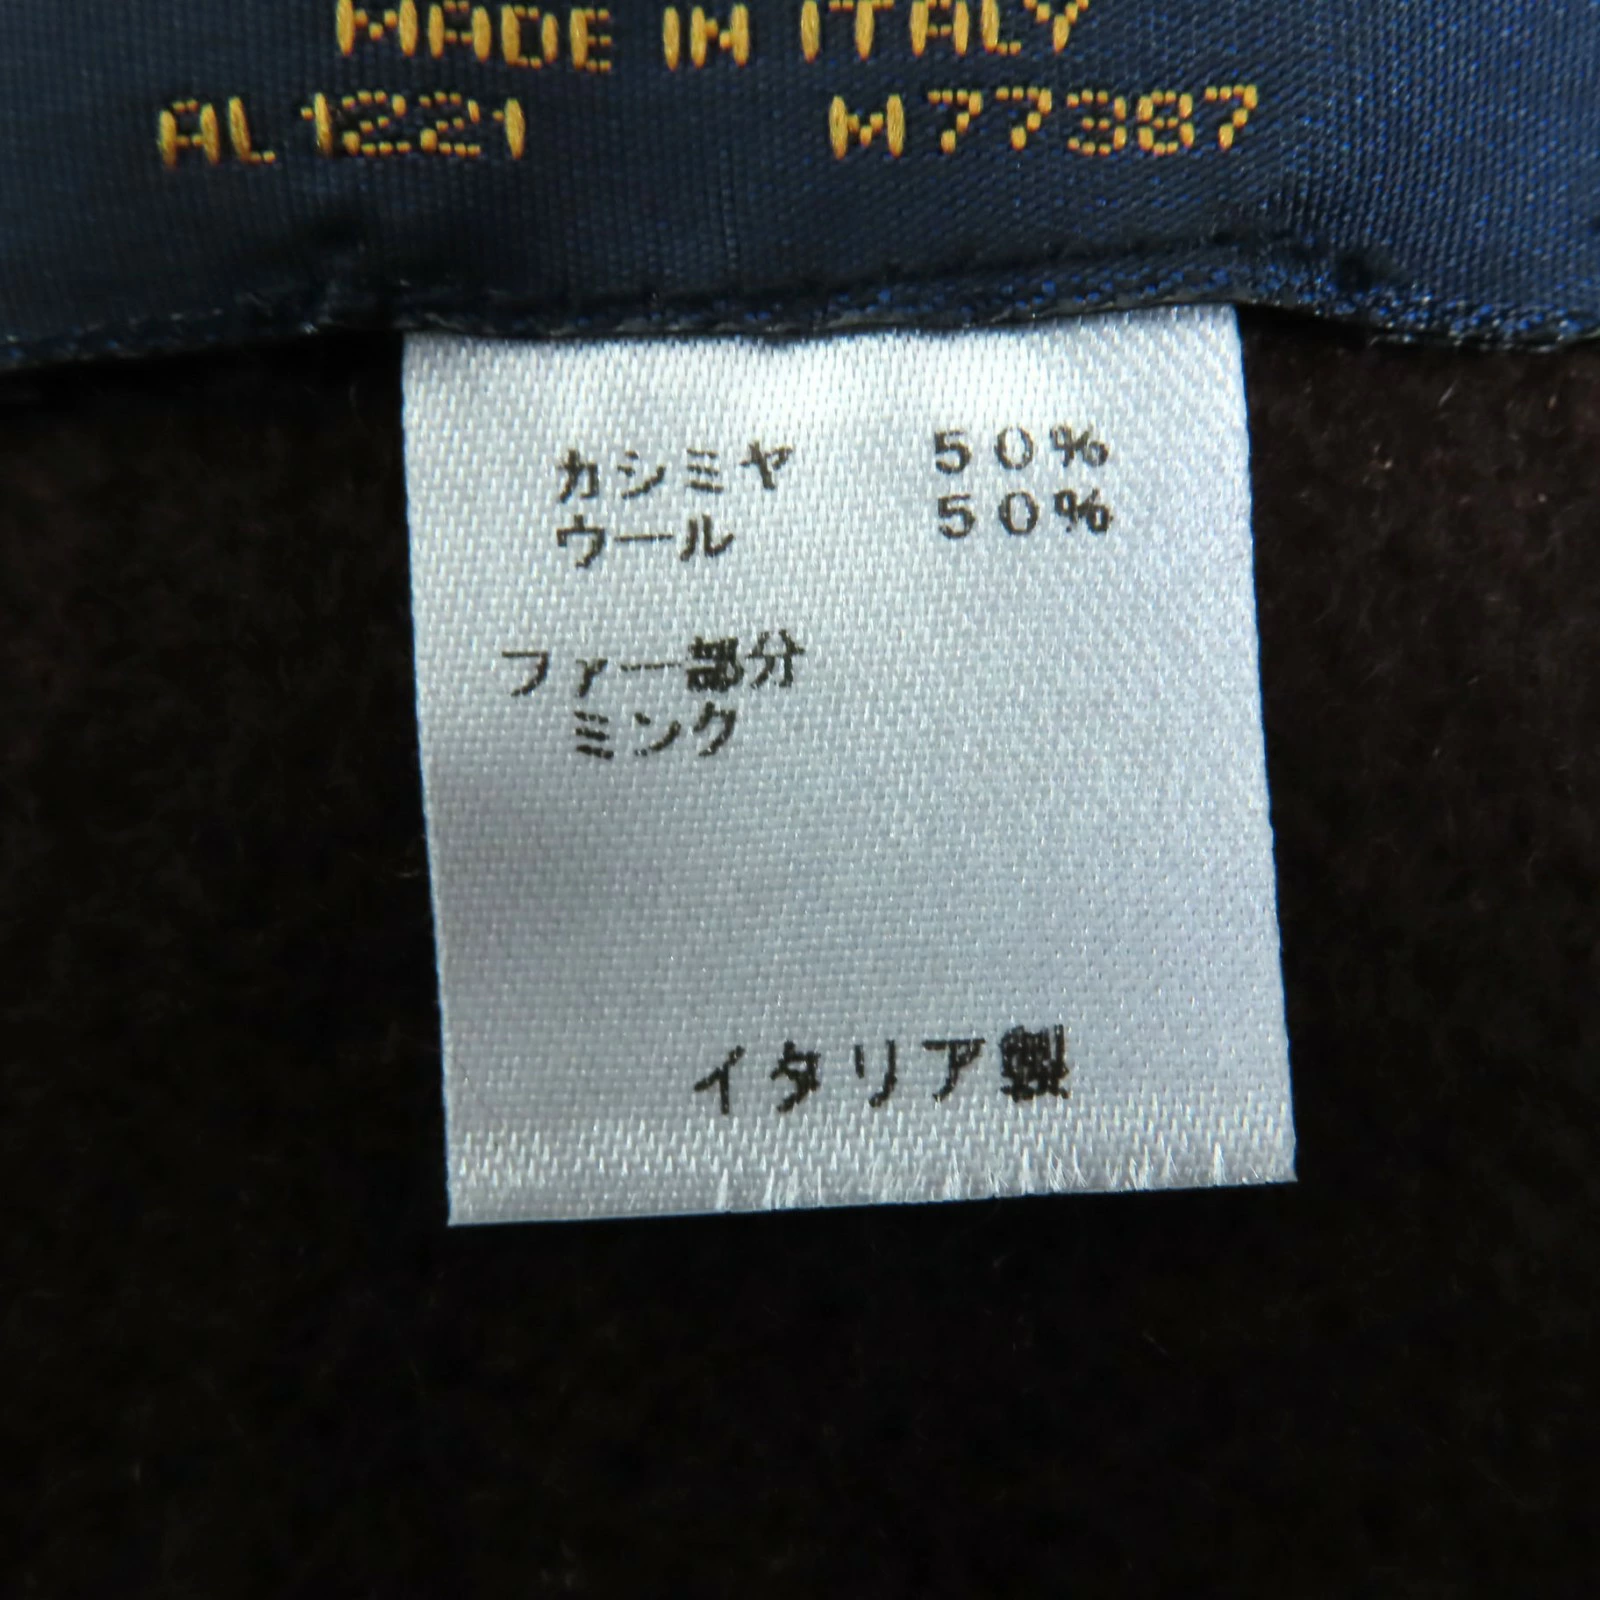 MADE IN ITALY
AL1221 M77387
カシミヤ 50%
ウール 50%
ファー部分
ミンク
イタリア製